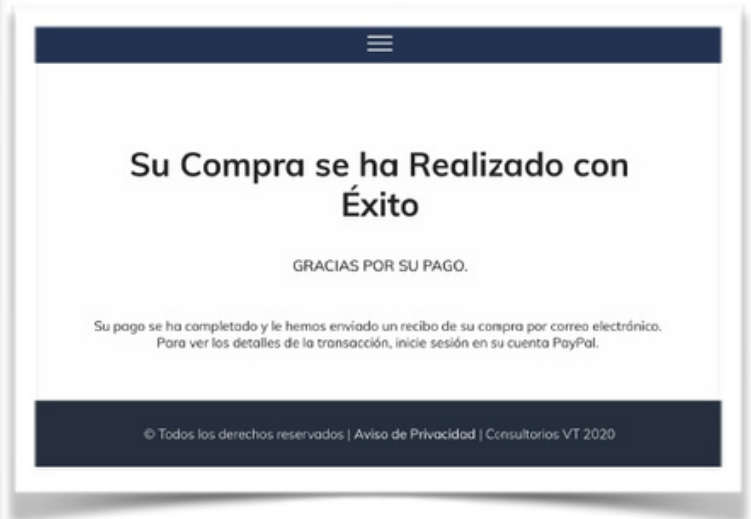 Su Compra se ha Realizado con
Éxito
GRACIAS POR SU PAGO.
Su pago se ha completado y le hemos enviado un recibo de su compra por correo electrónico.
Para ver los detalles de la transacción, inicie sesión en su cuenta PayPal.
© Todos los derechos reservados | Aviso de Privacidad | Consultorios VT 2020